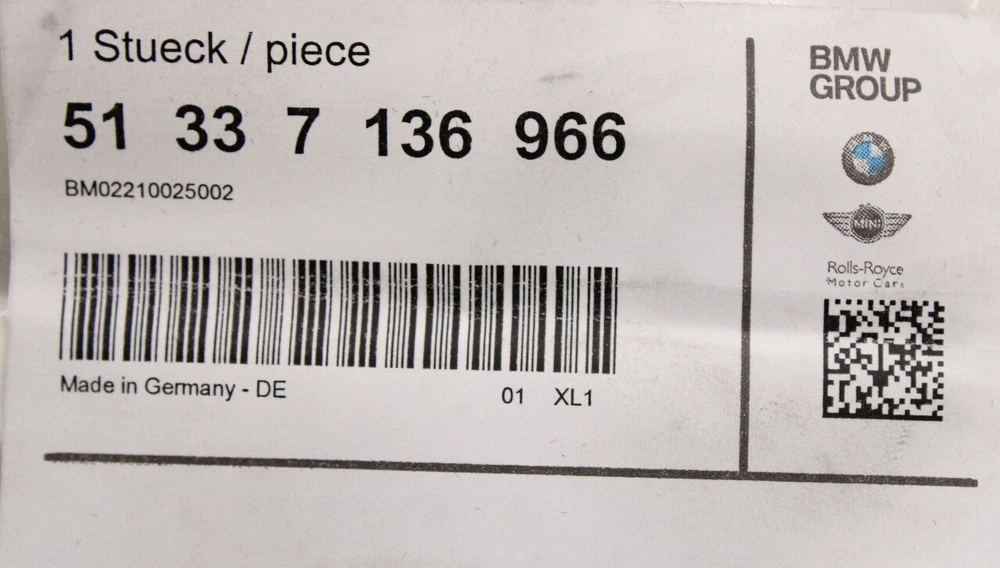 1 Stueck / piece
51 33 7 136 966
BM02210025002
Made in Germany - DE
01 XL1
BMW
GROUP
MINI
Rolls-Royce
Motor Cars